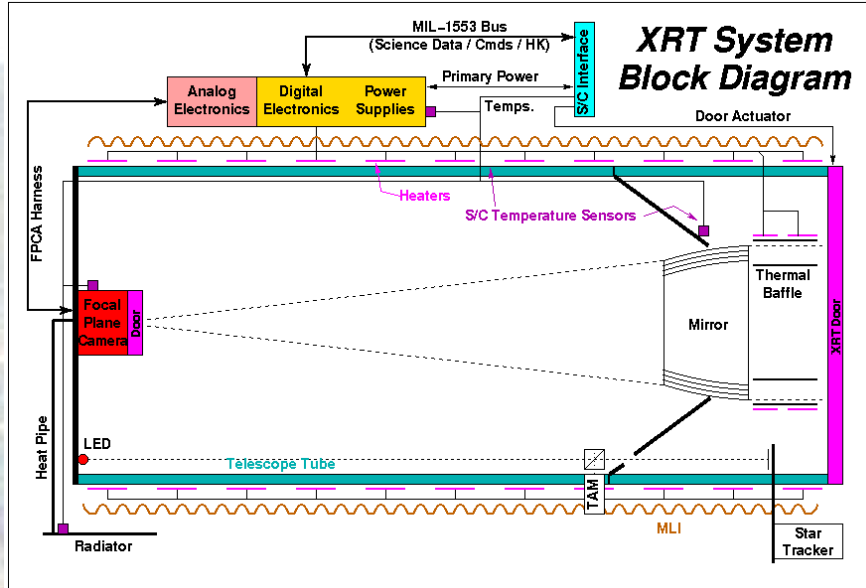 MIL-1553 Bus
(Science Data / Cmds / HK)
XRT System
Block Diagram
S/C Interface
Analog
Electronics
Digital
Electronics
Power
Supplies
Primary Power
Temps.
Door Actuator
FPCA Harness
Heaters
S/C Temperature Sensors
Focal
Plane
Camera
Door
Mirror
Thermal
Baffle
XRT Door
Heat Pipe
LED
Telescope Tube
TAM
MLI
Radiator
Star
Tracker